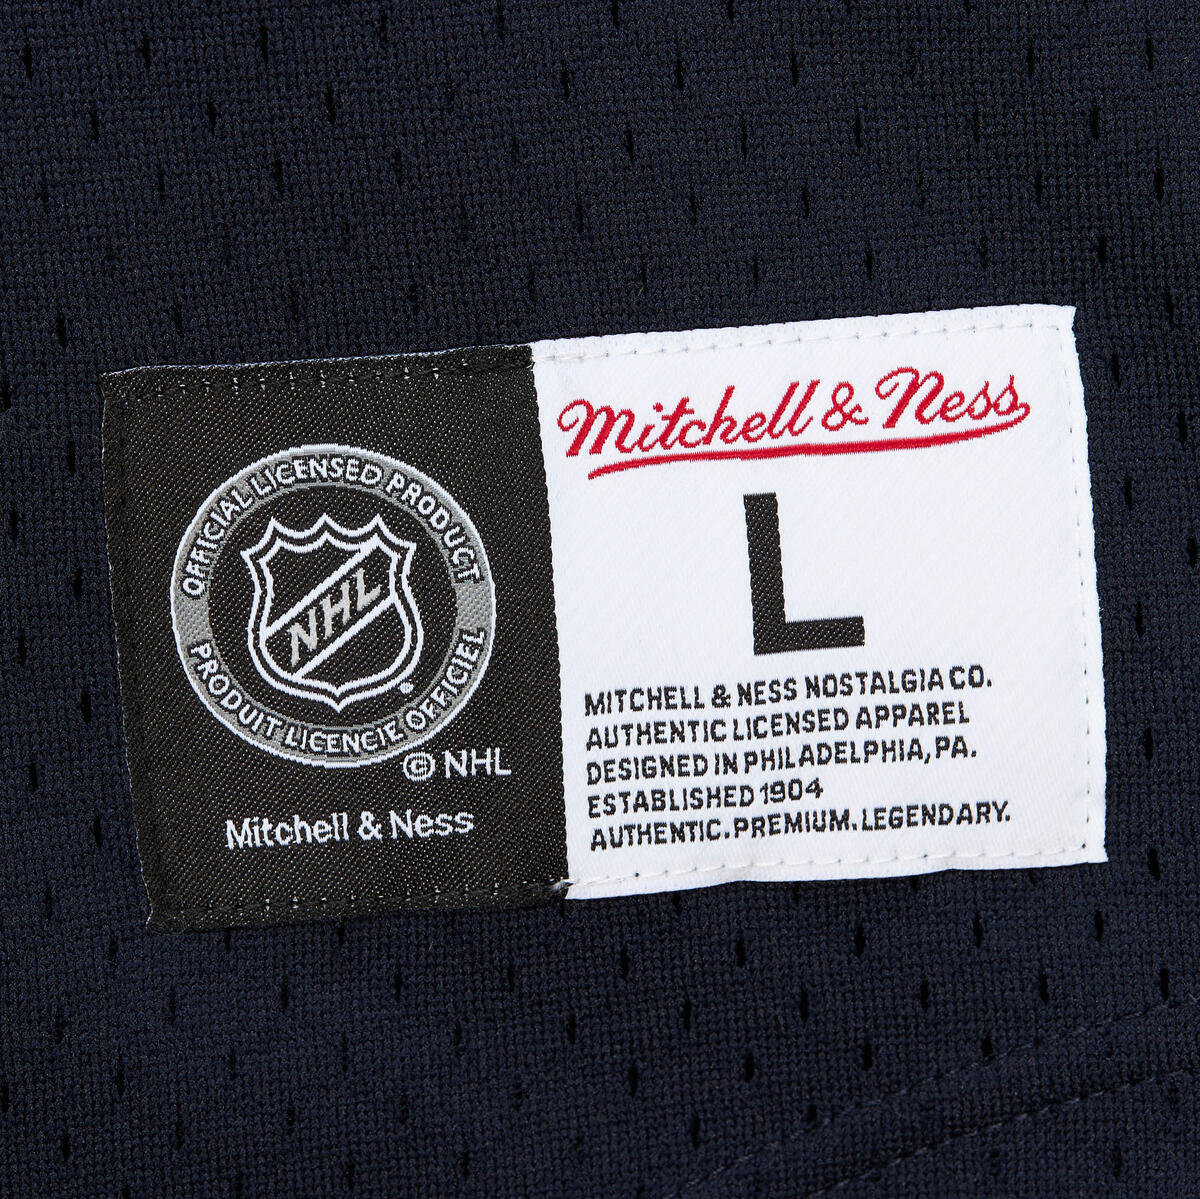 OFFICIAL LICENSED PRODUCT
NHL
PRODUIT LICENCIE OFFICIEL
© NHL
Mitchell & Ness
Mitchell & Ness
L
MITCHELL & NESS NOSTALGIA CO.
AUTHENTIC LICENSED APPAREL
DESIGNED IN PHILADELPHIA, PA.
ESTABLISHED 1904
AUTHENTIC. PREMIUM. LEGENDARY.